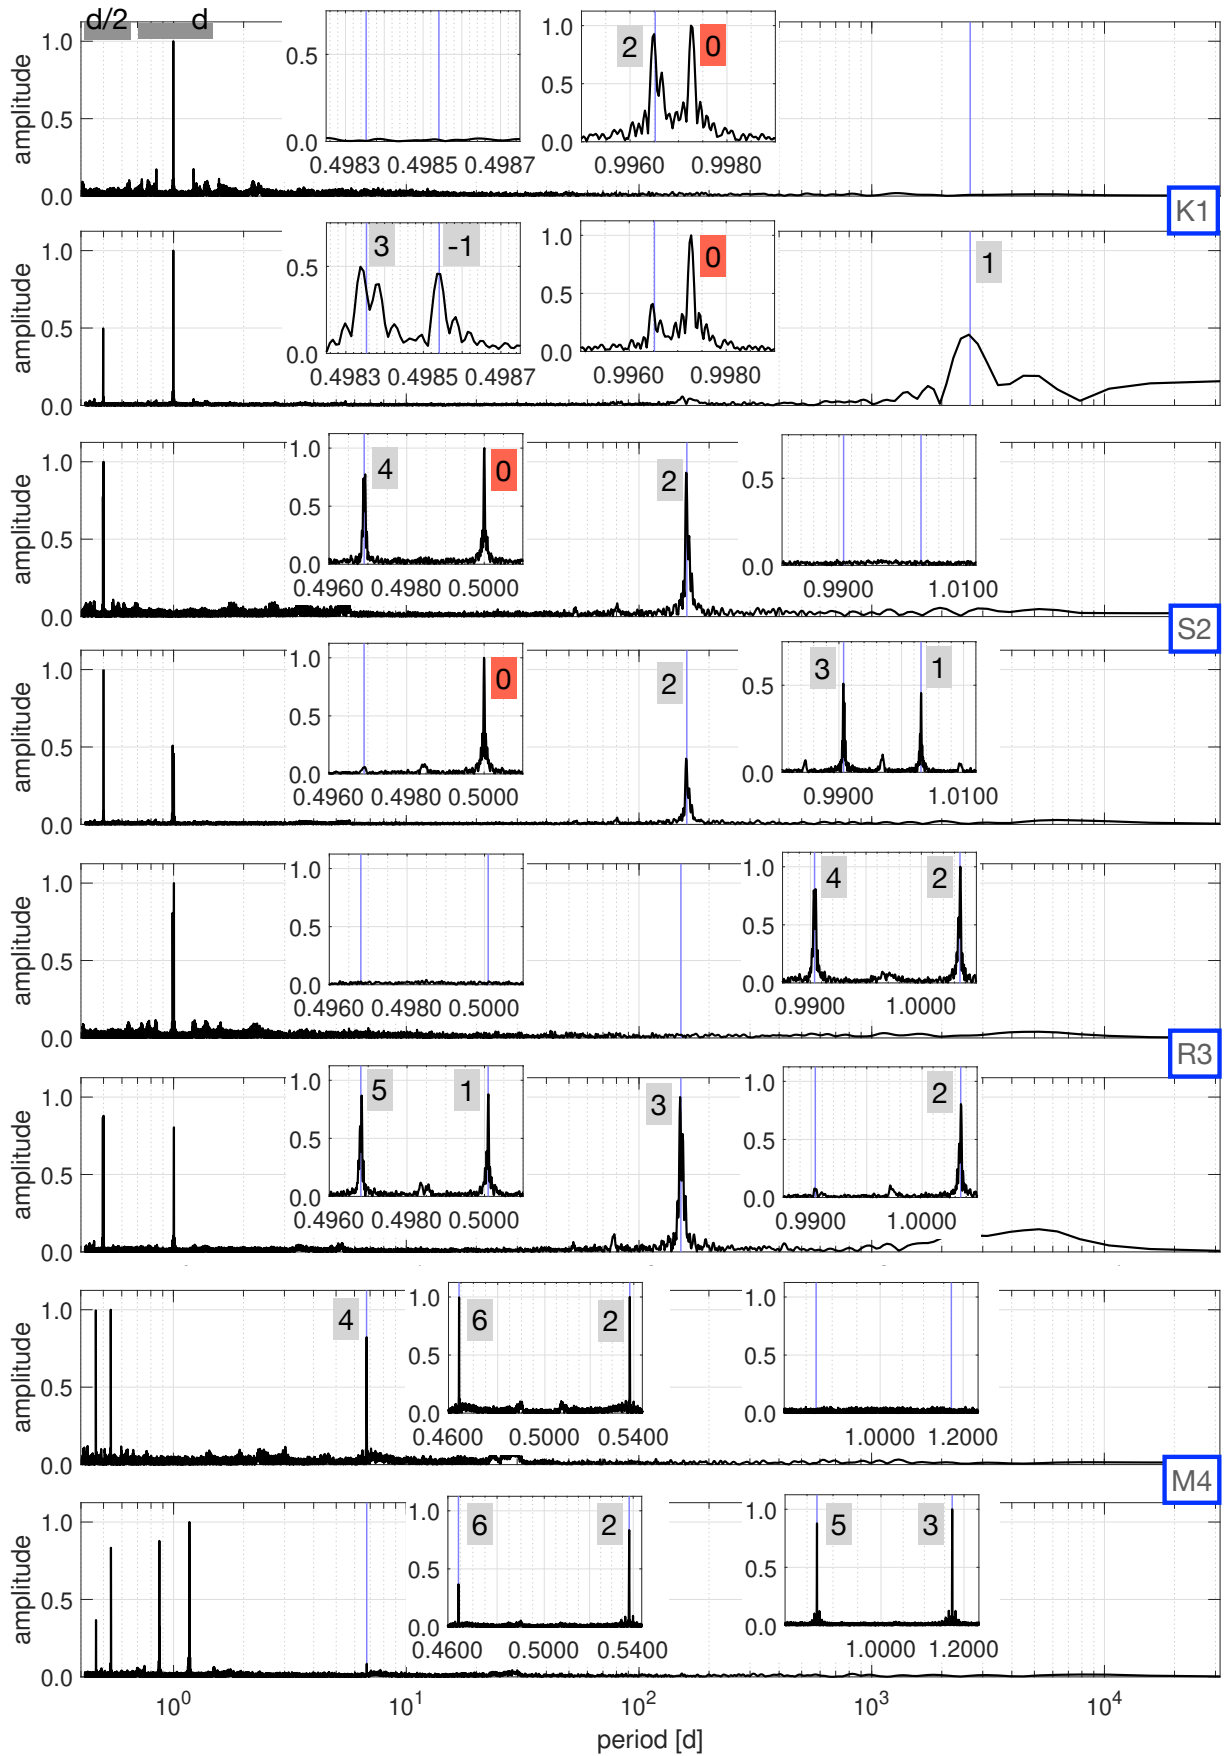 d/2 d
1.0 0.5 0.0 amplitude
0.5 0.0 0.4983 0.4985 0.4987
1.0 0.5 0.0 2 0 0.9960 0.9980
K1
1.0 0.5 0.0 amplitude
0.5 0.0 3 -1 0.4983 0.4985 0.4987
1.0 0.5 0.0 0 0.9960 0.9980
1
1.0 0.5 0.0 amplitude
1.0 0.5 0.0 4 0 0.4960 0.4980 0.5000
2
0.5 0.0 0.9900 1.0100
S2
1.0 0.5 0.0 amplitude
1.0 0.5 0.0 0 0.4960 0.4980 0.5000
2
0.5 0.0 3 1 0.9900 1.0100
1.0 0.5 0.0 amplitude
1.0 0.5 0.0 0.4960 0.4980 0.5000
1.0 0.5 0.0 4 2 0.9900 1.0000
R3
1.0 0.5 0.0 amplitude
1.0 0.5 0.0 5 1 0.4960 0.4980 0.5000
3
1.0 0.5 0.0 2 0.9900 1.0000
1.0 0.5 0.0 amplitude
4
1.0 0.5 0.0 6 2 0.4600 0.5000 0.5400
1.0 0.5 0.0 1.0000 1.2000
M4
1.0 0.5 0.0 amplitude
1.0 0.5 0.0 6 2 0.4600 0.5000 0.5400
1.0 0.5 0.0 5 3 1.0000 1.2000
10⁰ 10¹ 10² 10³ 10⁴
period [d]